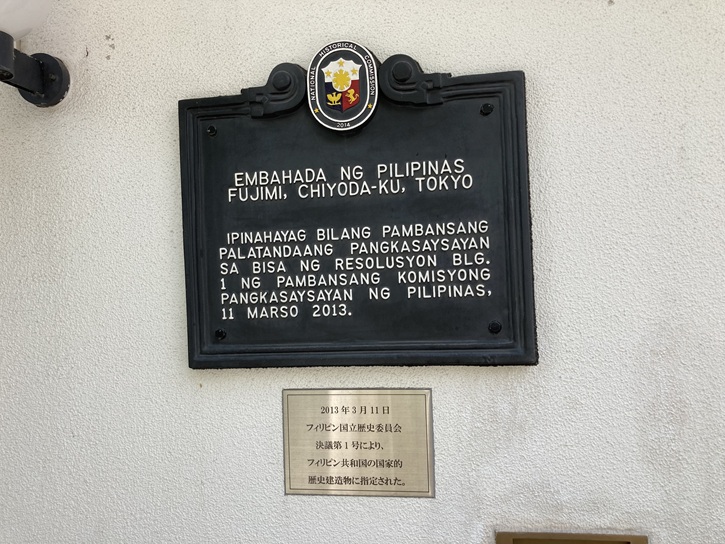 NATIONAL HISTORICAL COMMISSION
2014
EMBAHADA NG PILIPINAS
FUJIMI, CHIYODA-KU, TOKYO
IPINAHAYAG BILANG PAMBANSANG
PALATANDAANG PANGKASAYSAYAN
SA BISA NG RESOLUSYON BLG.
1 NG PAMBANSANG KOMISYONG
PANGKASAYSAYAN NG PILIPINAS,
11 MARSO 2013.
2013年3月11日
フィリピン国立歴史委員会
決議第1号により、
フィリピン共和国の国家的
歴史建造物に指定された。